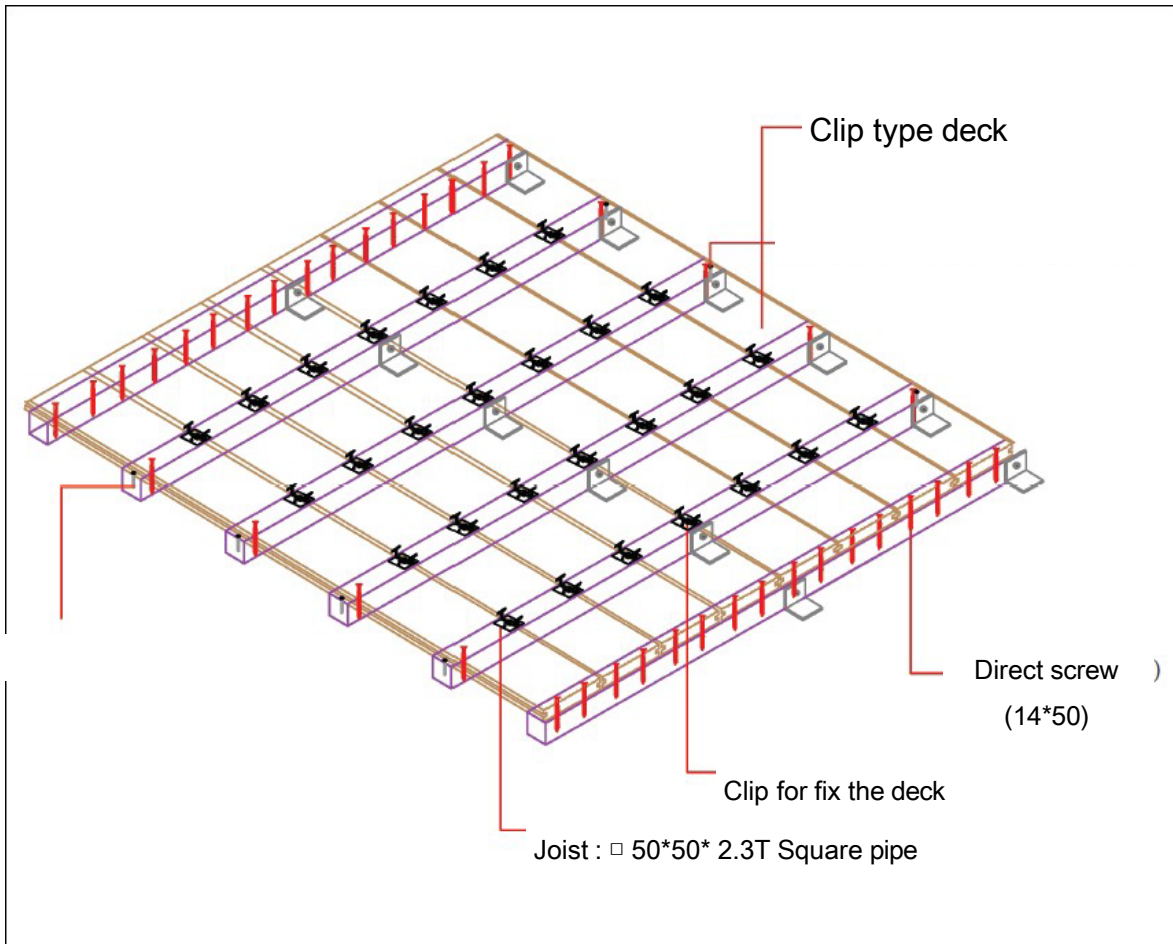 Clip type deck
Direct screw )
(14*50)
Clip for fix the deck
Joist : □ 50*50* 2.3T Square pipe